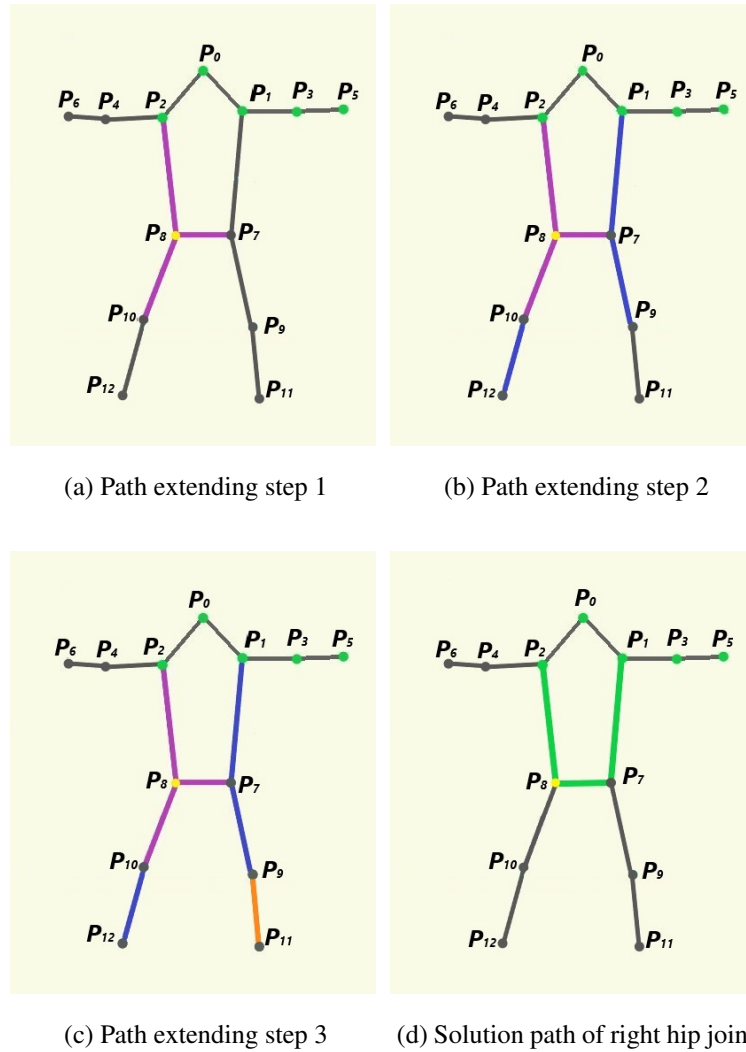 P0
P6 P4 P2 P1 P3 P5
P8 P7
P10 P9
P12 P11
(a) Path extending step 1
P0
P6 P4 P2 P1 P3 P5
P8 P7
P10 P9
P12 P11
(b) Path extending step 2
P0
P6 P4 P2 P1 P3 P5
P8 P7
P10 P9
P12 P11
(c) Path extending step 3
P0
P6 P4 P2 P1 P3 P5
P8 P7
P10 P9
P12 P11
(d) Solution path of right hip join